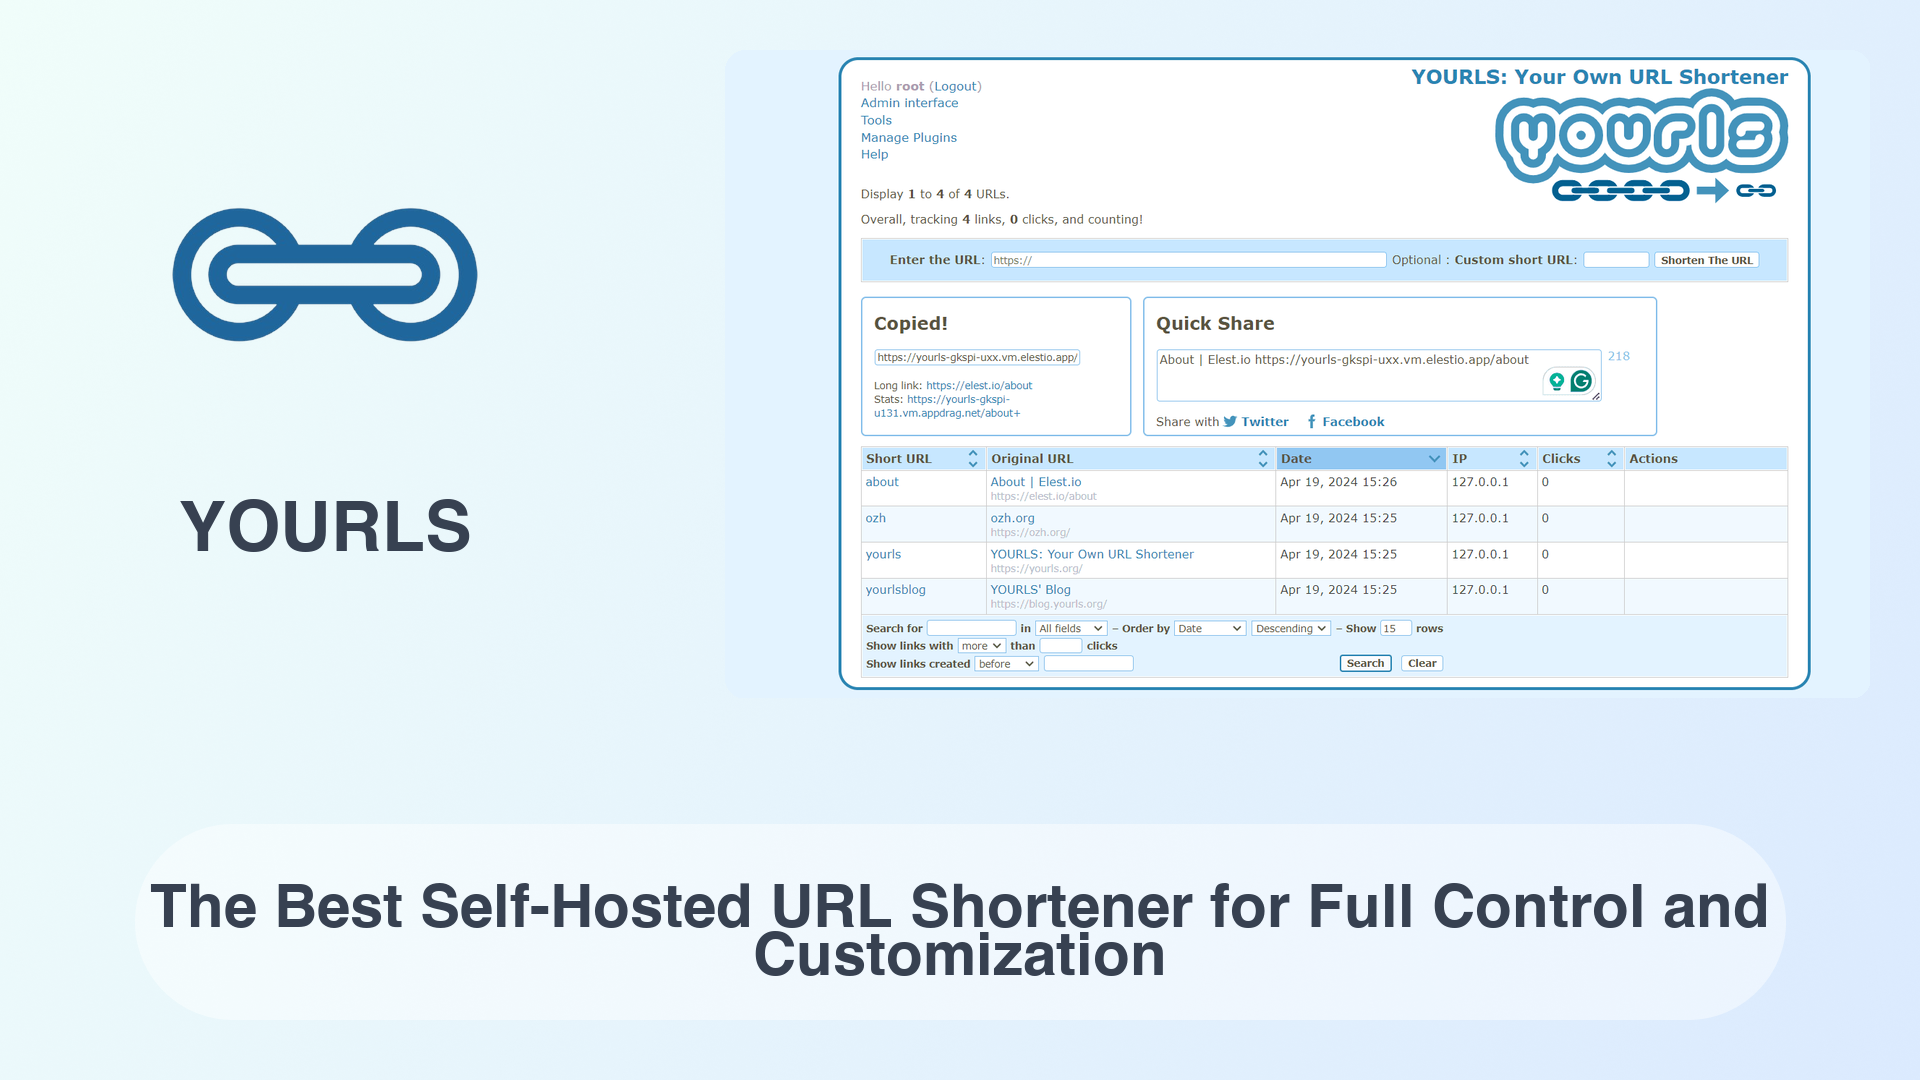 YOURLS
Hello root (Logout)
Admin interface
Tools
Manage Plugins
Help
YOURLS: Your Own URL Shortener
yourls
Display 1 to 4 of 4 URLs.
Overall, tracking 4 links, 0 clicks, and counting!
Enter the URL: https:// Optional : Custom short URL: Shorten The URL
Copied!
https://yourls-gkspi-uxx.vm.elestio.app/
Long link: https://elest.io/about
Stats: https://yourls-gkspi-
u131.vm.appdrag.net/about+
Quick Share
About | Elest.io https://yourls-gkspi-uxx.vm.elestio.app/about
218
Share with Twitter Facebook
Short URL Original URL Date IP Clicks Actions
about About | Elest.io Apr 19, 2024 15:26 127.0.0.1 0
https://elest.io/about
ozh ozh.org Apr 19, 2024 15:25 127.0.0.1 0
https://ozh.org/
yourls YOURLS: Your Own URL Shortener Apr 19, 2024 15:25 127.0.0.1 0
https://yourls.org/
yourlsblog YOURLS' Blog Apr 19, 2024 15:25 127.0.0.1 0
https://blog.yourls.org/
Search for in All fields – Order by Date Descending – Show 15 rows
Show links with more than clicks
Show links created before Search Clear
The Best Self-Hosted URL Shortener for Full Control and
Customization